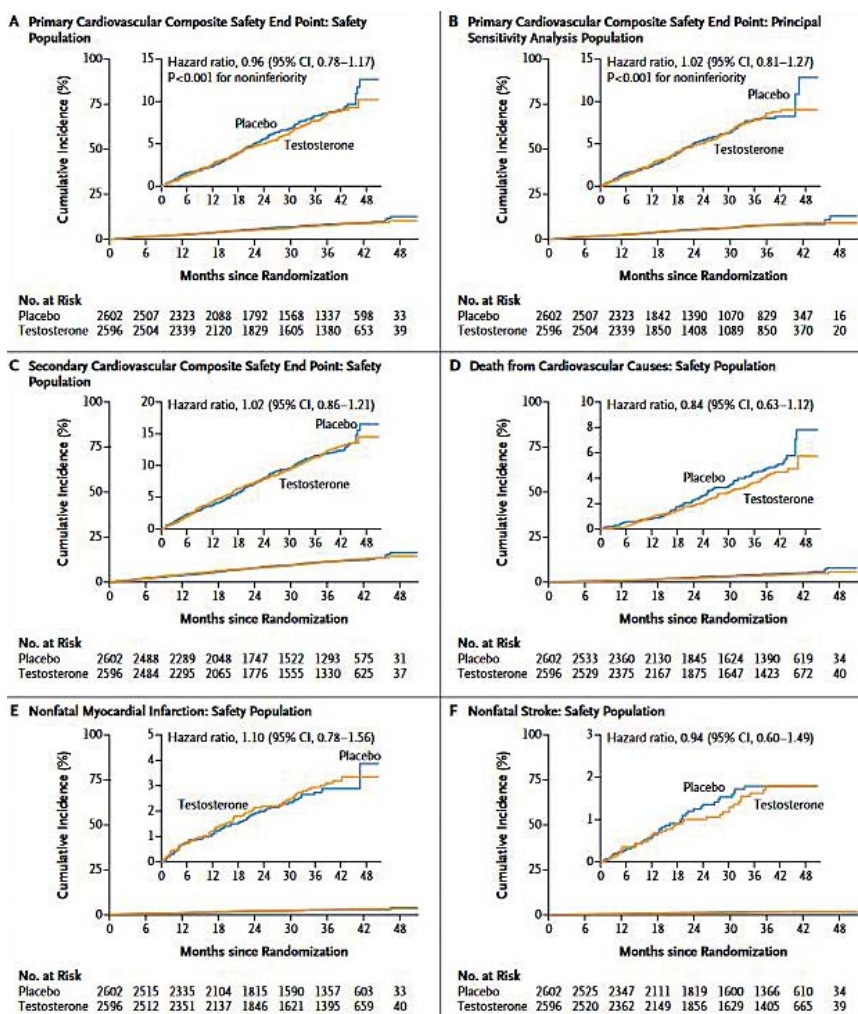 A Primary Cardiovascular Composite Safety End Point: Safety
Population
Cumulative Incidence (%)
100
75
50
25
0
15
10
5
0
Hazard ratio, 0.96 (95% CI, 0.78–1.17)
P<0.001 for noninferiority
Placebo
Testosterone
0 6 12 18 24 30 36 42 48
0 6 12 18 24 30 36 42 48
Months since Randomization
No. at Risk
Placebo 2602 2507 2323 2088 1792 1568 1337 598 33
Testosterone 2596 2504 2339 2120 1829 1605 1380 653 39
B Primary Cardiovascular Composite Safety End Point: Principal
Sensitivity Analysis Population
Cumulative Incidence (%)
100
75
50
25
0
15
10
5
0
Hazard ratio, 1.02 (95% CI, 0.81–1.27)
P<0.001 for noninferiority
Placebo
Testosterone
0 6 12 18 24 30 36 42 48
0 6 12 18 24 30 36 42 48
Months since Randomization
No. at Risk
Placebo 2602 2507 2323 1842 1390 1070 829 347 16
Testosterone 2596 2504 2339 1850 1408 1089 850 370 20
C Secondary Cardiovascular Composite Safety End Point: Safety
Population
Cumulative Incidence (%)
100
75
50
25
0
20
15
10
5
0
Hazard ratio, 1.02 (95% CI, 0.86–1.21)
Placebo
Testosterone
0 6 12 18 24 30 36 42 48
0 6 12 18 24 30 36 42 48
Months since Randomization
No. at Risk
Placebo 2602 2488 2289 2048 1747 1522 1293 575 31
Testosterone 2596 2484 2295 2065 1776 1555 1330 625 37
D Death from Cardiovascular Causes: Safety Population
Cumulative Incidence (%)
100
75
50
25
0
10
8
6
4
2
0
Hazard ratio, 0.84 (95% CI, 0.63–1.12)
Placebo
Testosterone
0 6 12 18 24 30 36 42 48
0 6 12 18 24 30 36 42 48
Months since Randomization
No. at Risk
Placebo 2602 2533 2360 2130 1845 1624 1390 619 34
Testosterone 2596 2529 2375 2167 1875 1647 1423 672 40
E Nonfatal Myocardial Infarction: Safety Population
Cumulative Incidence (%)
100
75
50
25
0
5
4
3
2
1
0
Hazard ratio, 1.10 (95% CI, 0.78–1.56)
Placebo
Testosterone
0 6 12 18 24 30 36 42 48
0 6 12 18 24 30 36 42 48
Months since Randomization
No. at Risk
Placebo 2602 2515 2335 2104 1815 1590 1357 603 33
Testosterone 2596 2512 2351 2137 1846 1621 1395 659 40
F Nonfatal Stroke: Safety Population
Cumulative Incidence (%)
100
75
50
25
0
3
2
1
0
Hazard ratio, 0.94 (95% CI, 0.60–1.49)
Placebo
Testosterone
0 6 12 18 24 30 36 42 48
0 6 12 18 24 30 36 42 48
Months since Randomization
No. at Risk
Placebo 2602 2525 2347 2111 1819 1600 1366 610 34
Testosterone 2596 2520 2362 2149 1856 1629 1405 665 39